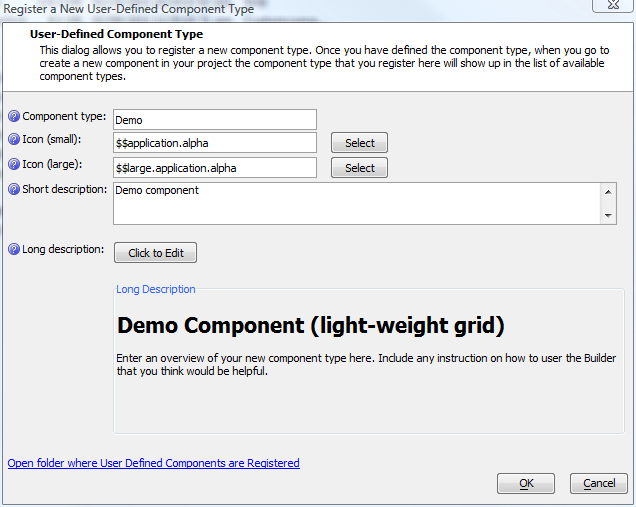 Register a New User-Defined Component Type
User-Defined Component Type
This dialog allows you to register a new component type. Once you have defined the component type, when you go to
create a new component in your project the component type that you register here will show up in the list of available
component types.
Component type: Demo
Icon (small): $$application.alpha Select
Icon (large): $$large.application.alpha Select
Short description: Demo component
Long description: Click to Edit
Long Description
Demo Component (light-weight grid)
Enter an overview of your new component type here. Include any instruction on how to user the Builder
that you think would be helpful.
Open folder where User Defined Components are Registered
OK Cancel